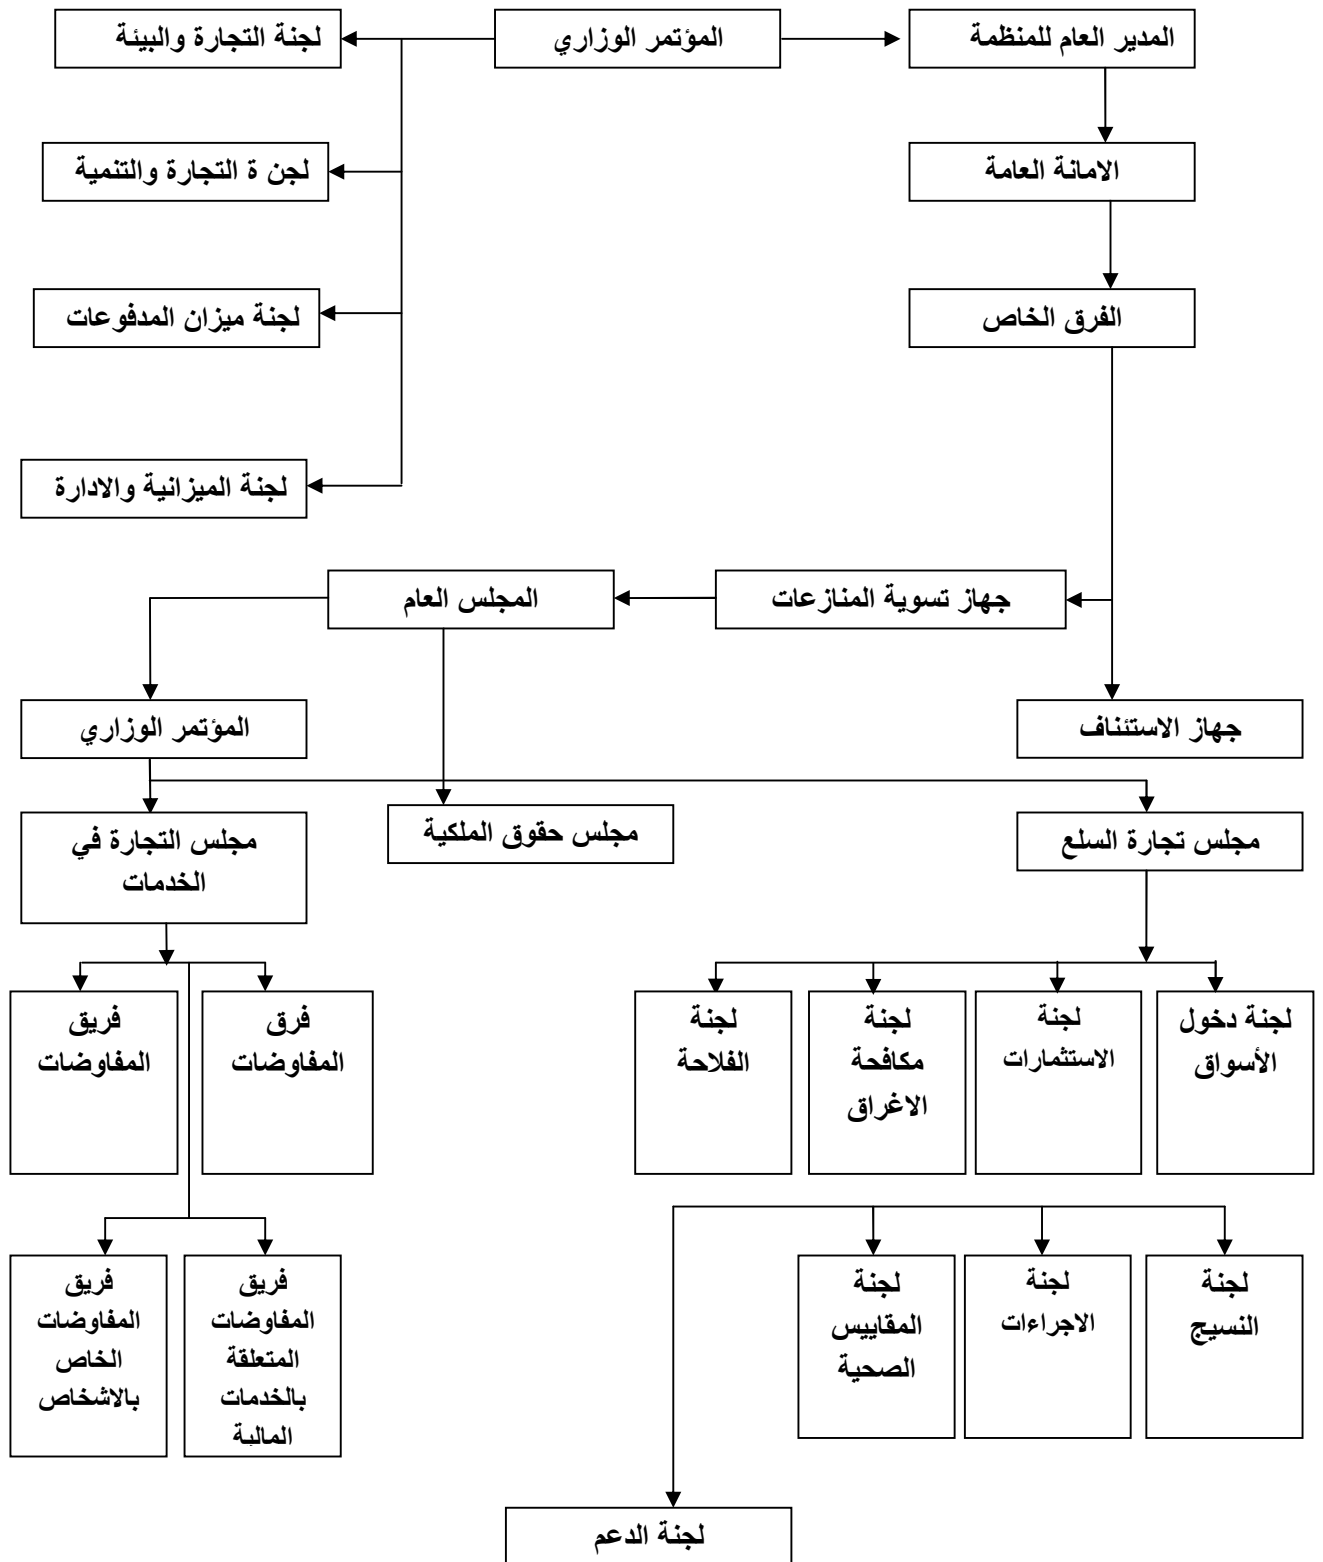 المدير العام للمنظمة
المؤتمر الوزاري
لجنة التجارة والبيئة
الامانة العامة
لجن ة التجارة والتنمية
الفرق الخاص
لجنة ميزان المدفوعات
لجنة الميزانية والادارة
جهاز تسوية المنازعات
المجلس العام
جهاز الاستئناف
المؤتمر الوزاري
مجلس تجارة السلع
مجلس حقوق الملكية
مجلس التجارة في
الخدمات
لجنة دخول
الأسواق
لجنة
الاستثمارات
لجنة
مكافحة
الاغراق
لجنة
الفلاحة
فرق
المفاوضات
فريق
المفاوضات
لجنة
النسيج
لجنة
الاجراءات
لجنة
المقاييس
الصحية
فريق
المفاوضات
المتعلقة
بالخدمات
المالية
فريق
المفاوضات
الخاص
بالاشخاص
لجنة الدعم